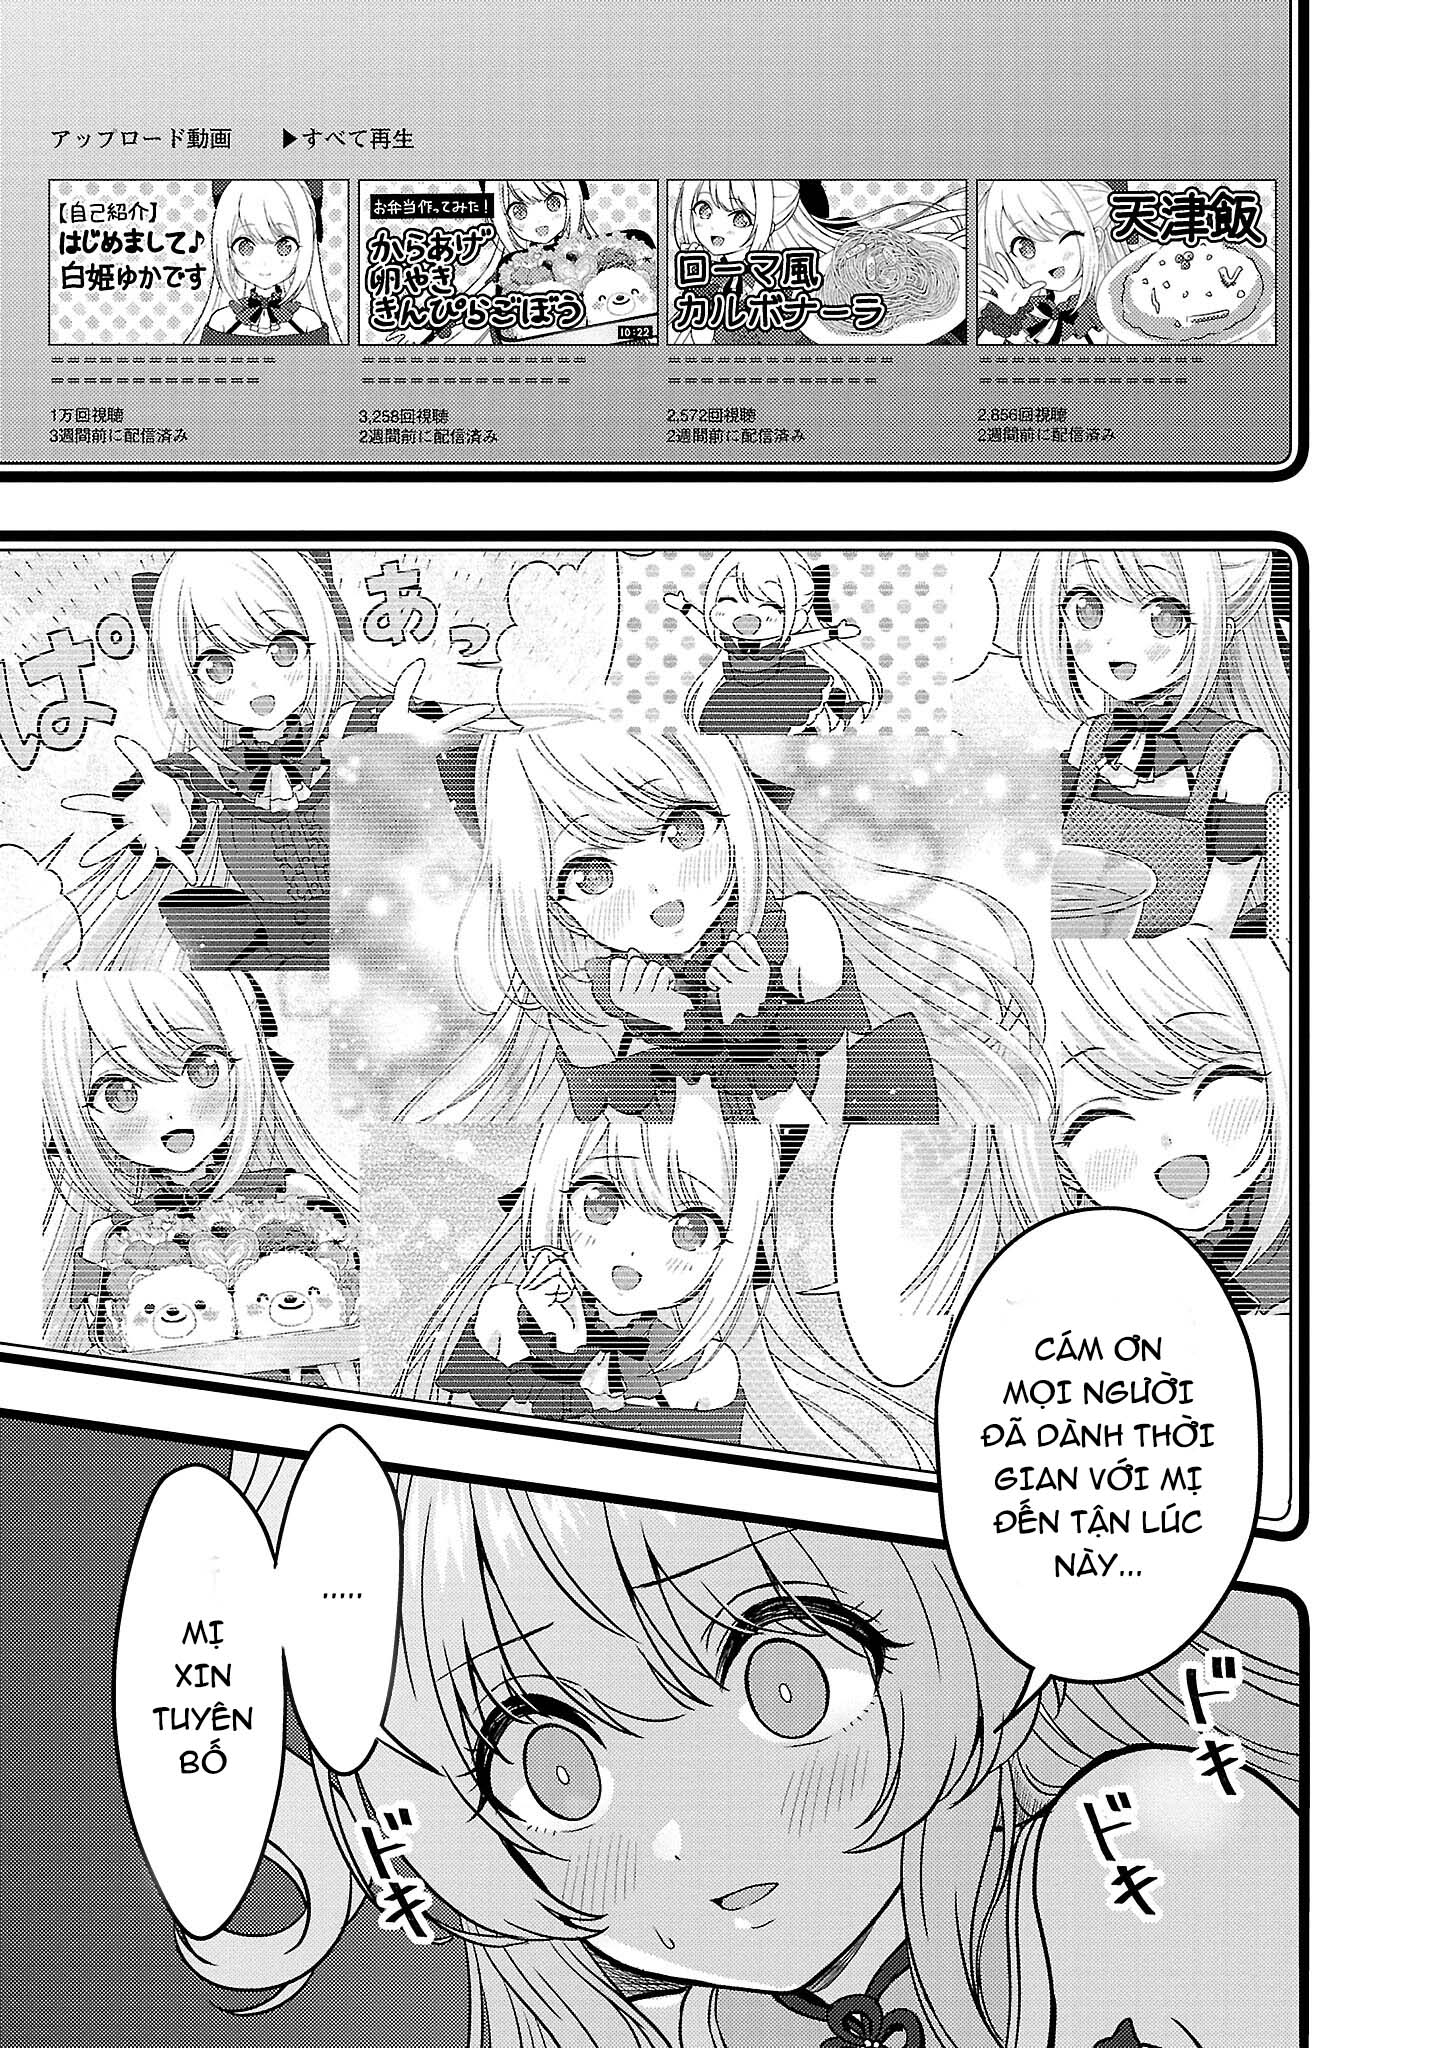 アップロード動画　▶すべて再生
【自己紹介】
はじめまして♪
白姫ゆかです
お弁当作ってみた!
からあげ
卵やき
きんぴらごぼう
10:22
ローマ風
カルボナーラ
天津飯
1万回視聴
3週間前に配信済み
3,258回視聴
2週間前に配信済み
2,572回視聴
2週間前に配信済み
2,856回視聴
2週間前に配信済み
あっ
ぱ
CÁM ƠN
MỌI NGƯỜI
ĐÃ DÀNH THỜI
GIAN VỚI MỊ
ĐẾN TẬN LÚC
NÀY...
.....
MỊ
XIN
TUYÊN
BỐ
ドキ
ドキ
ドキ